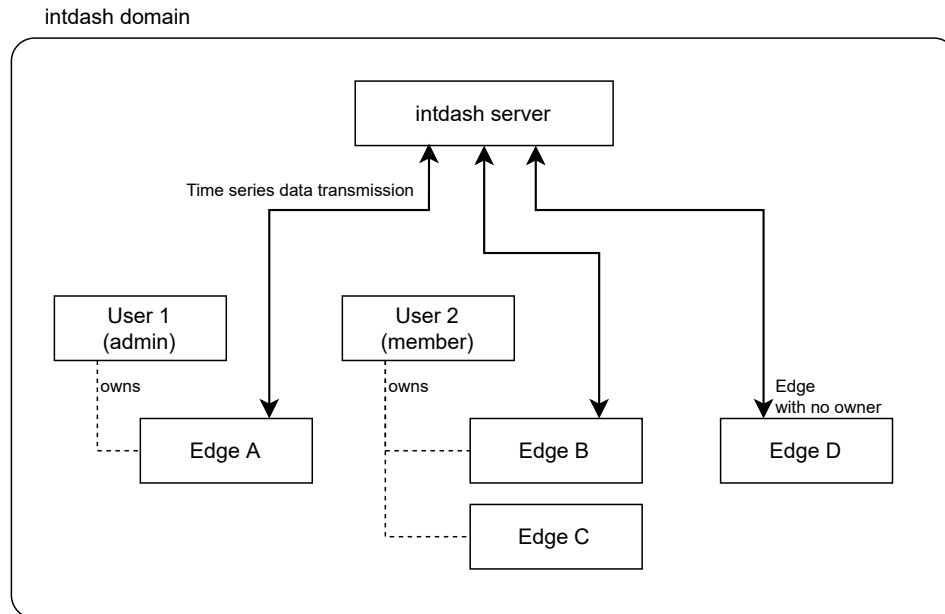 intdash domain
intdash server
Time series data transmission
User 1
(admin)
User 2
(member)
owns
owns
Edge
with no owner
Edge A
Edge B
Edge D
Edge C